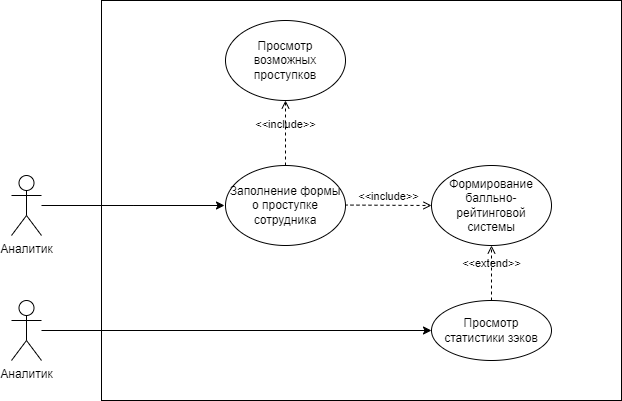 Просмотр
возможных
проступков
<<include>>
Заполнение формы
о проступке
сотрудника
<<include>>
Формирование
балльно-
рейтинговой
системы
Аналитик
<<extend>>
Просмотр
статистики зэков
Аналитик